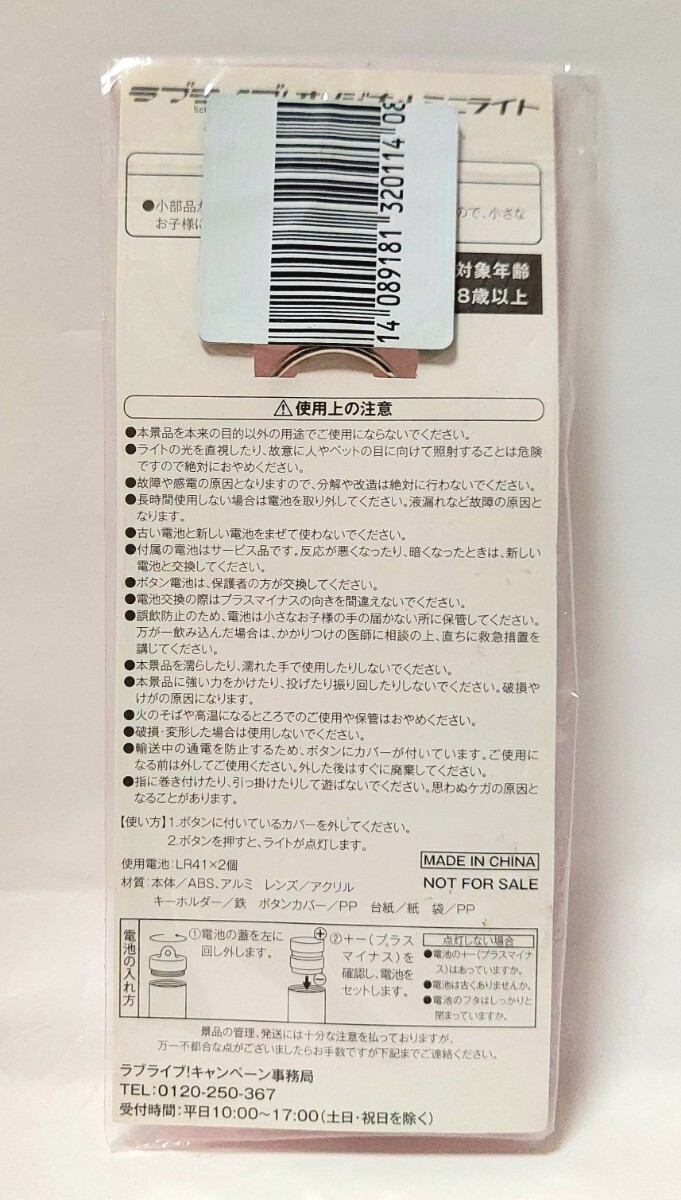 ミニライト
●小部品が
ので、小さな
お子様に
対象年齢
8歳以上
14 089181 320114 03
⚠使用上の注意
●本景品を本来の目的以外の用途でご使用にならないでください。
●ライトの光を直視したり、故意に人やペットの目に向けて照射することは危険
ですので絶対におやめください。
●故障や感電の原因となりますので、分解や改造は絶対に行わないでください。
●長時間使用しない場合は電池を取り外してください。液漏れなど故障の原因と
なります。
●古い電池と新しい電池をまぜて使わないでください。
●付属の電池はサービス品です。反応が悪くなったり、暗くなったときは、新しい
電池と交換してください。
●ボタン電池は、保護者の方が交換してください。
●電池交換の際はプラスマイナスの向きを間違えないでください。
●誤飲防止のため、電池は小さなお子様の手の届かない所に保管してください。
万が一飲み込んだ場合は、かかりつけの医師に相談の上、直ちに救急措置を
講じてください。
●本景品を濡らしたり、濡れた手で使用したりしないでください。
●本景品に強い力をかけたり、投げたり振り回したりしないでください。破損や
けがの原因になります。
●火のそばや高温になるところでのご使用や保管はおやめください。
●破損・変形した場合は使用しないでください。
●輸送中の通電を防止するため、ボタンにカバーが付いています。ご使用に
なる前は外してご使用ください。外した後はすぐに廃棄してください。
●指に巻き付けたり、引っ掛けたりして遊ばないでください。思わぬケガの原因と
なることがあります。
【使い方】1.ボタンに付いているカバーを外してください。
2.ボタンを押すと、ライトが点灯します。
使用電池:LR41×2個
MADE IN CHINA
材質:本体/ABS、アルミ レンズ/アクリル
NOT FOR SALE
キーホルダー/鉄 ボタンカバー/PP 台紙/紙 袋/PP
電池の入れ方
①電池の蓋を左に
回し外します。
②+-(プラス
マイナス)を
確認し、電池を
セットします。
点灯しない場合
●電池の+-(プラスマイナ
ス)はあっていますか。
●電池は古くありませんか。
●電池のフタはしっかりと
閉まっていますか。
景品の管理、発送には十分な注意を払っておりますが、
万一不都合な点がございましたらお手数ですが下記までご連絡ください。
ラブライブ!キャンペーン事務局
TEL:0120-250-367
受付時間:平日10:00~17:00(土日・祝日を除く)